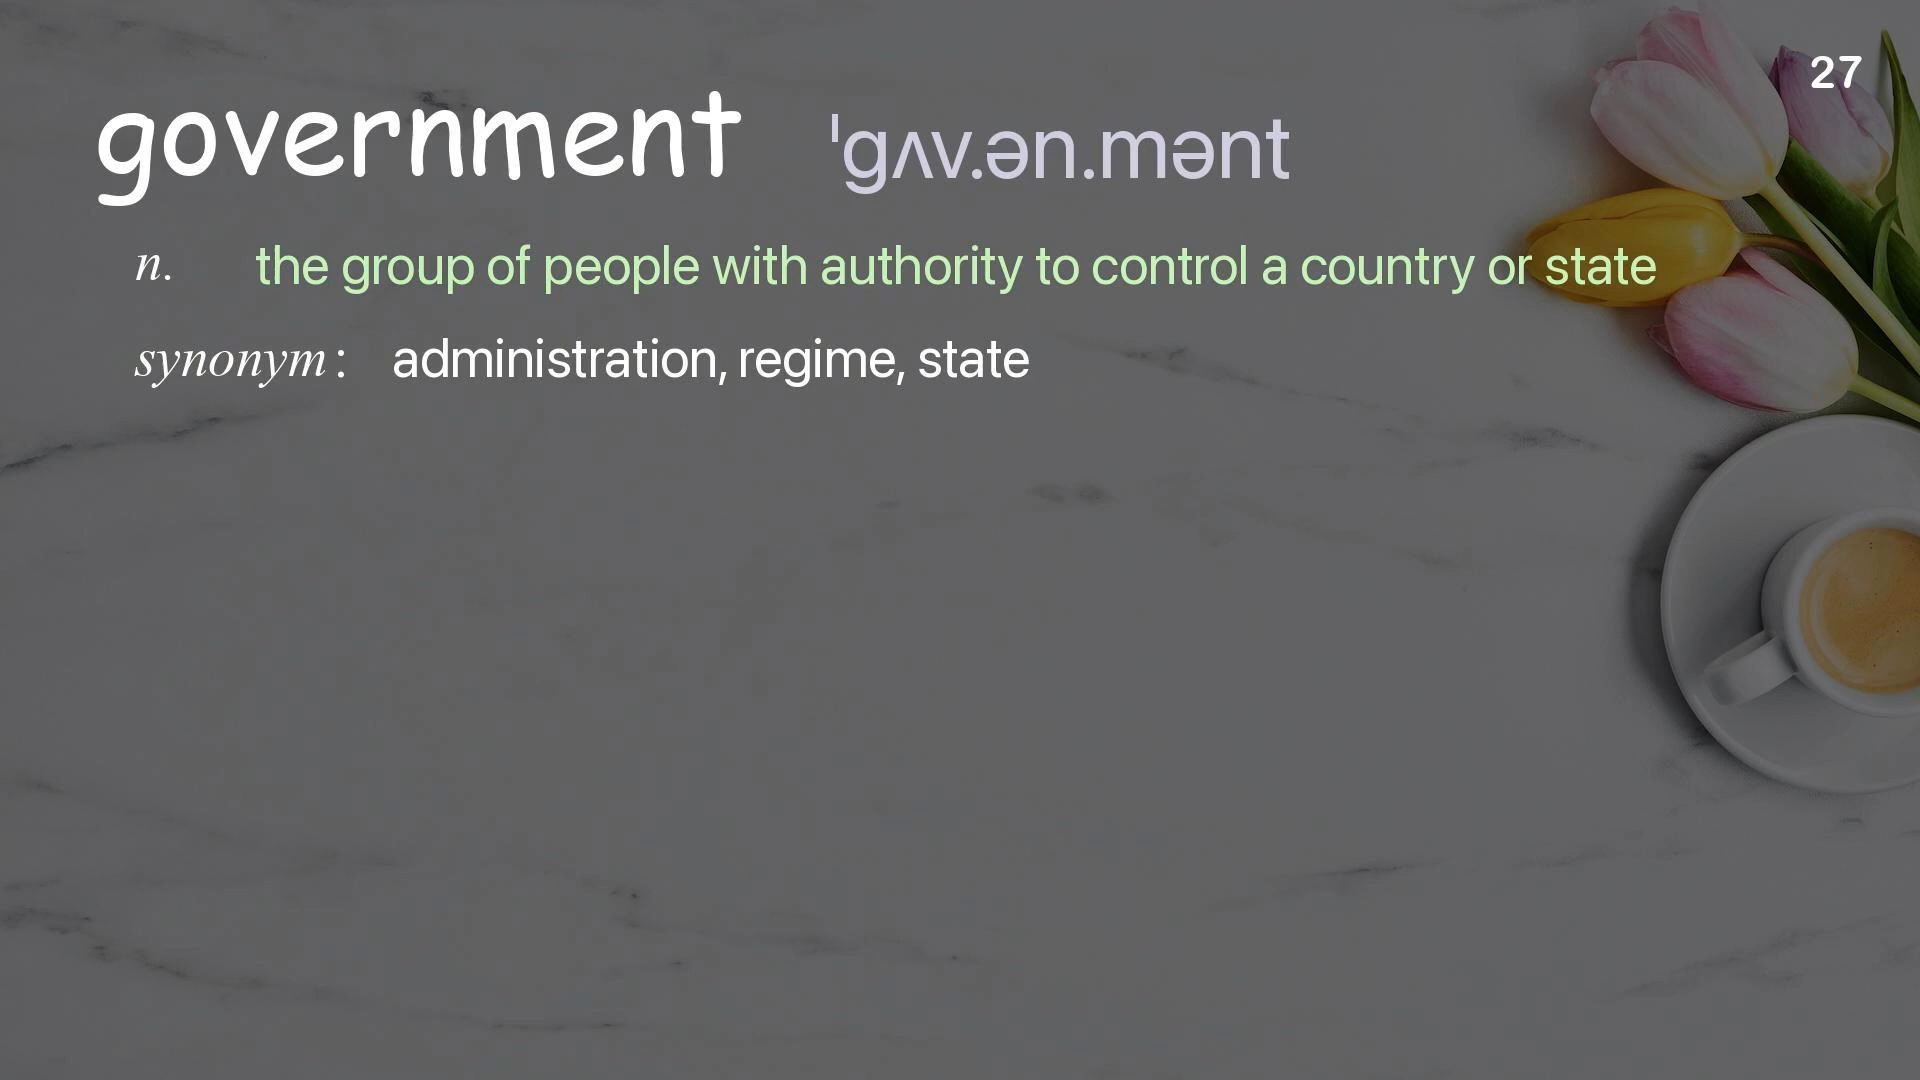 27
government ˈgʌv.ən.mənt
n. the group of people with authority to control a country or state
synonym: administration, regime, state